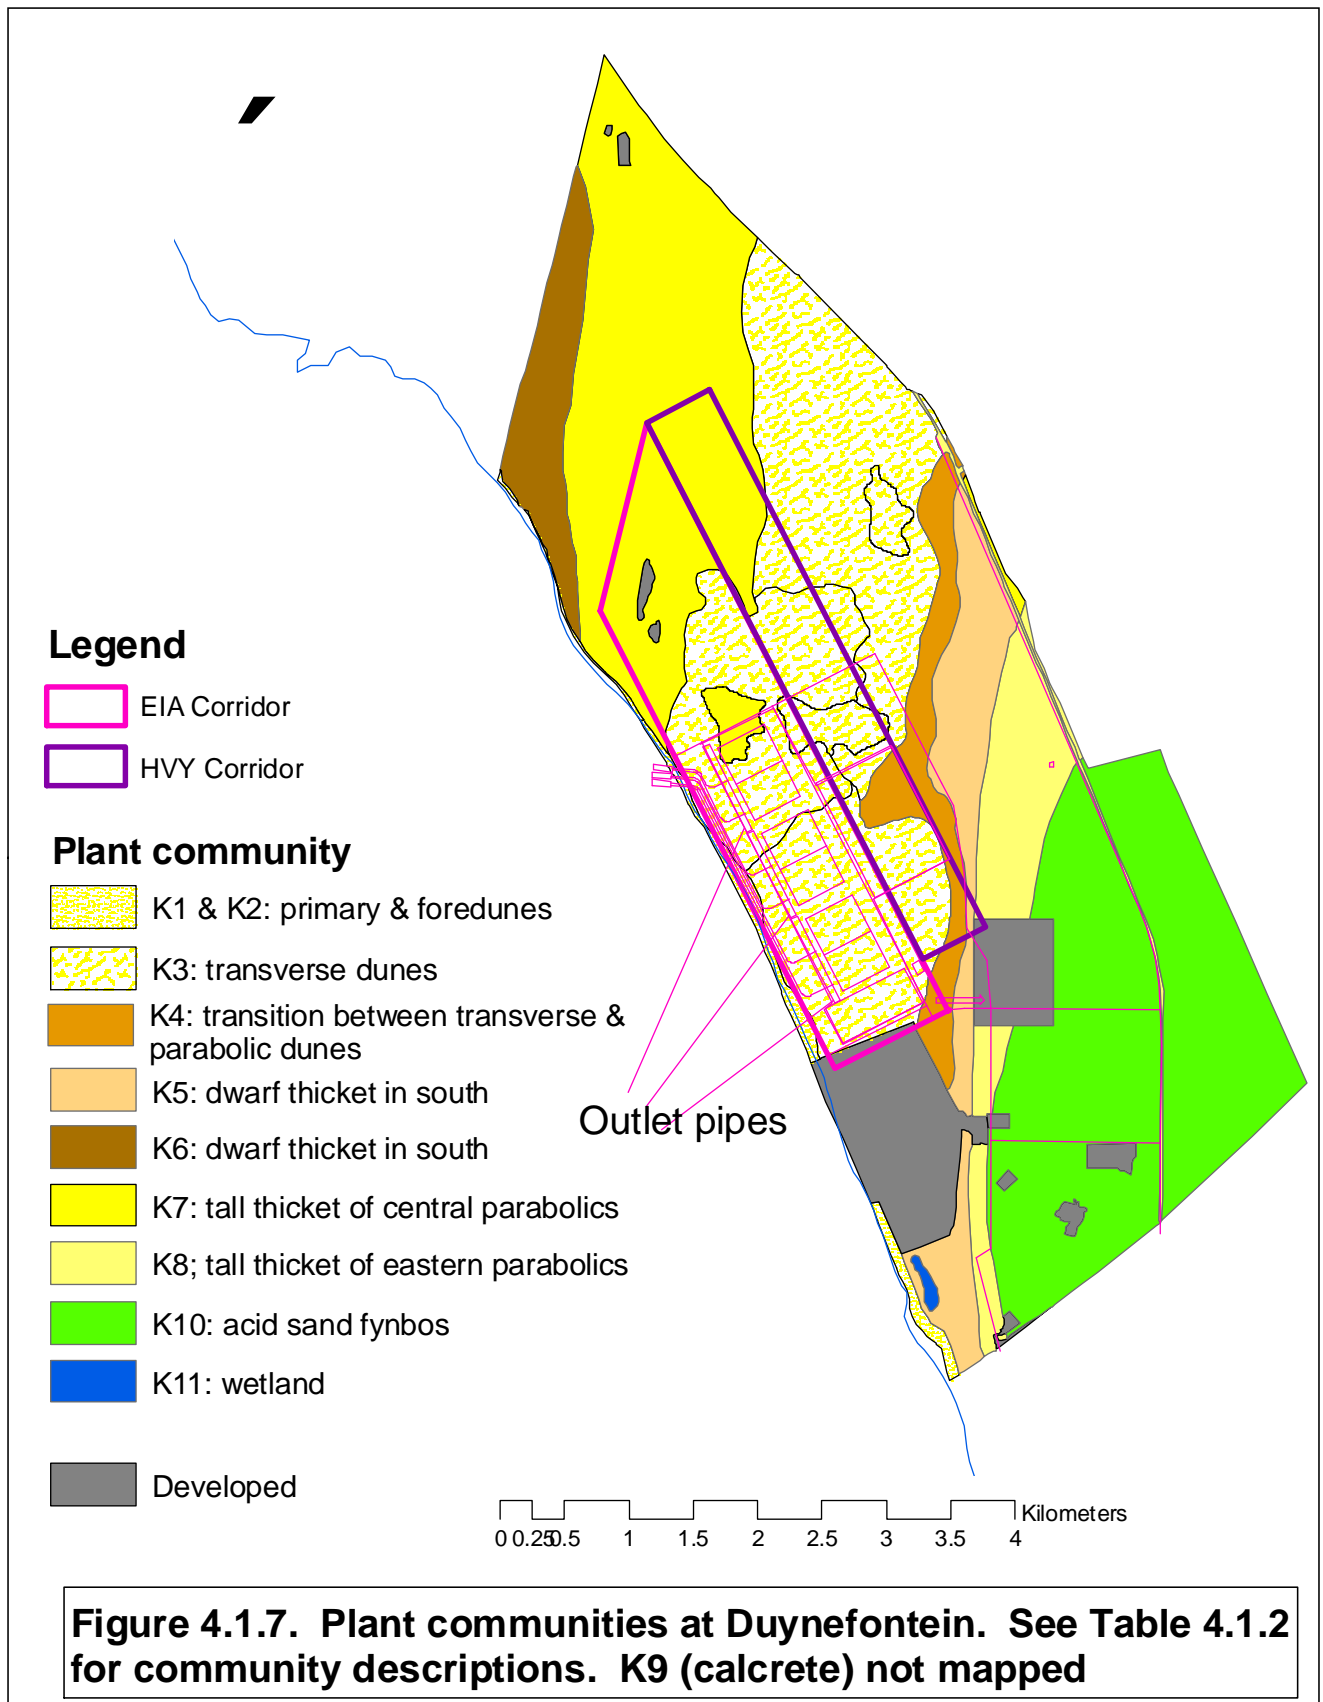 Legend
EIA Corridor
HVY Corridor
Plant community
K1 & K2: primary & foredunes
K3: transverse dunes
K4: transition between transverse &
parabolic dunes
K5: dwarf thicket in south
K6: dwarf thicket in south
K7: tall thicket of central parabolics
K8; tall thicket of eastern parabolics
K10: acid sand fynbos
K11: wetland
Developed
Outlet pipes
Kilometers
0 0.25 0.5 1 1.5 2 2.5 3 3.5 4
Figure 4.1.7. Plant communities at Duynefontein. See Table 4.1.2
for community descriptions. K9 (calcrete) not mapped